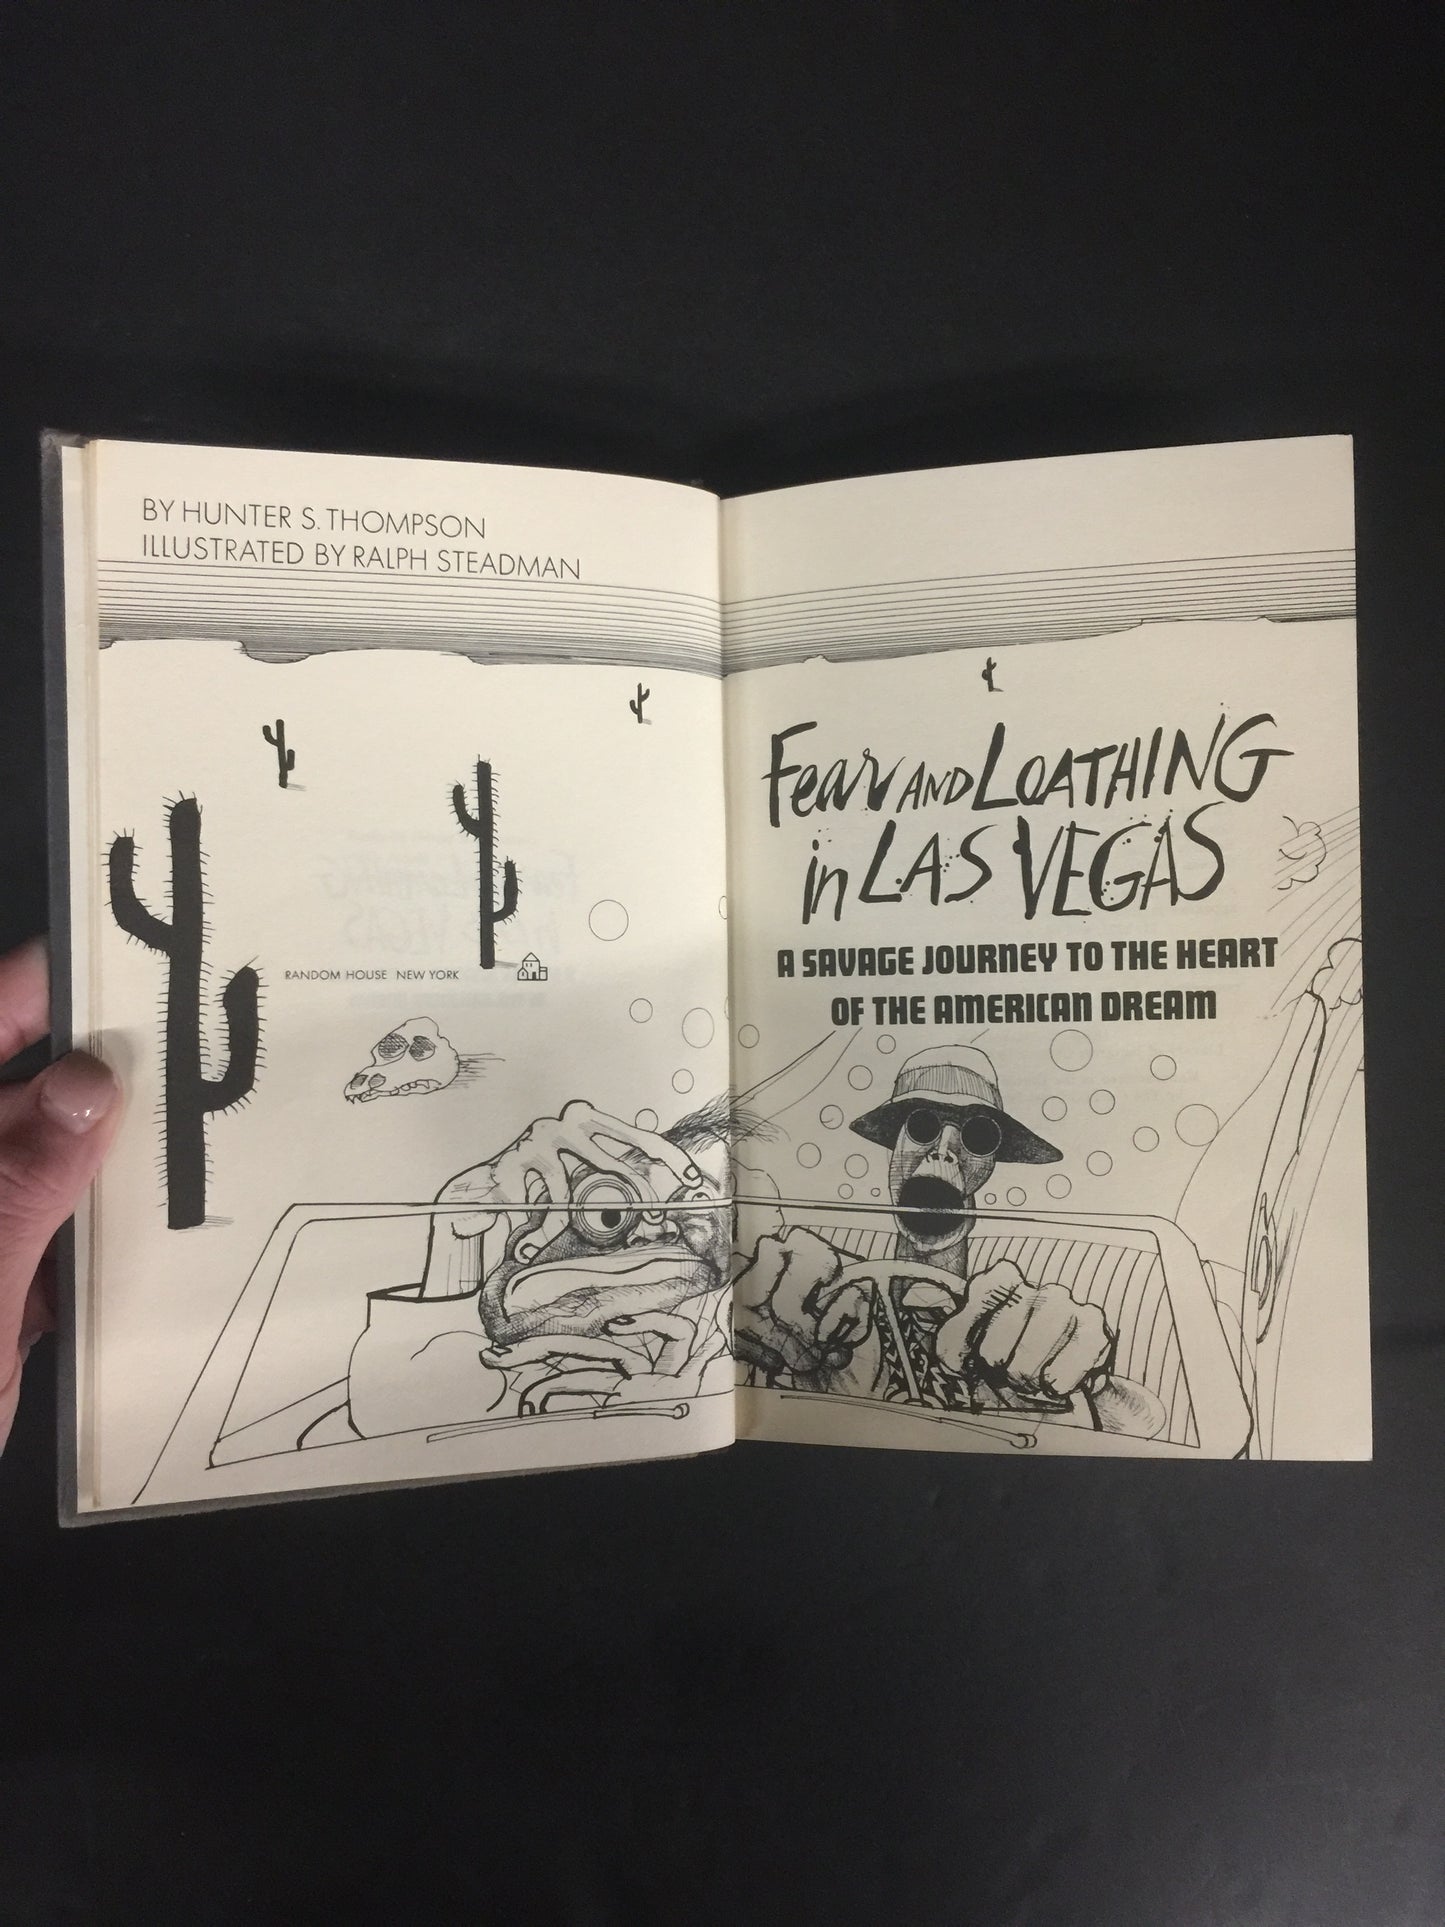 BY HUNTER S. THOMPSON
ILLUSTRATED BY RALPH STEADMAN
RANDOM HOUSE NEW YORK
Fear AND LOATHING
in LAS VEGAS
A SAVAGE JOURNEY TO THE HEART
OF THE AMERICAN DREAM